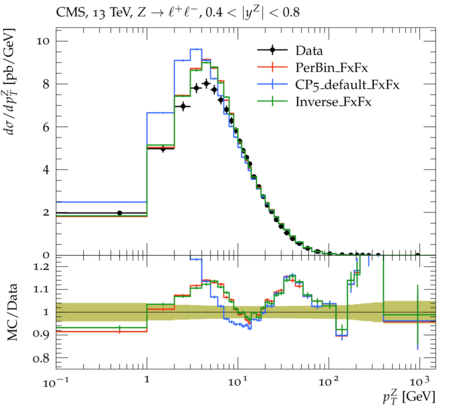 CMS, 13 TeV, Z → ℓ⁺ℓ⁻, 0.4 < |y^Z| < 0.8
dσ/dp_T^Z [pb/GeV]
10
8
6
4
2
0
Data
PerBin_FxFx
CP5_default_FxFx
Inverse_FxFx
MC/Data
1.2
1.1
1
0.9
0.8
10⁻¹
1
10¹
10²
10³
p_T^Z [GeV]